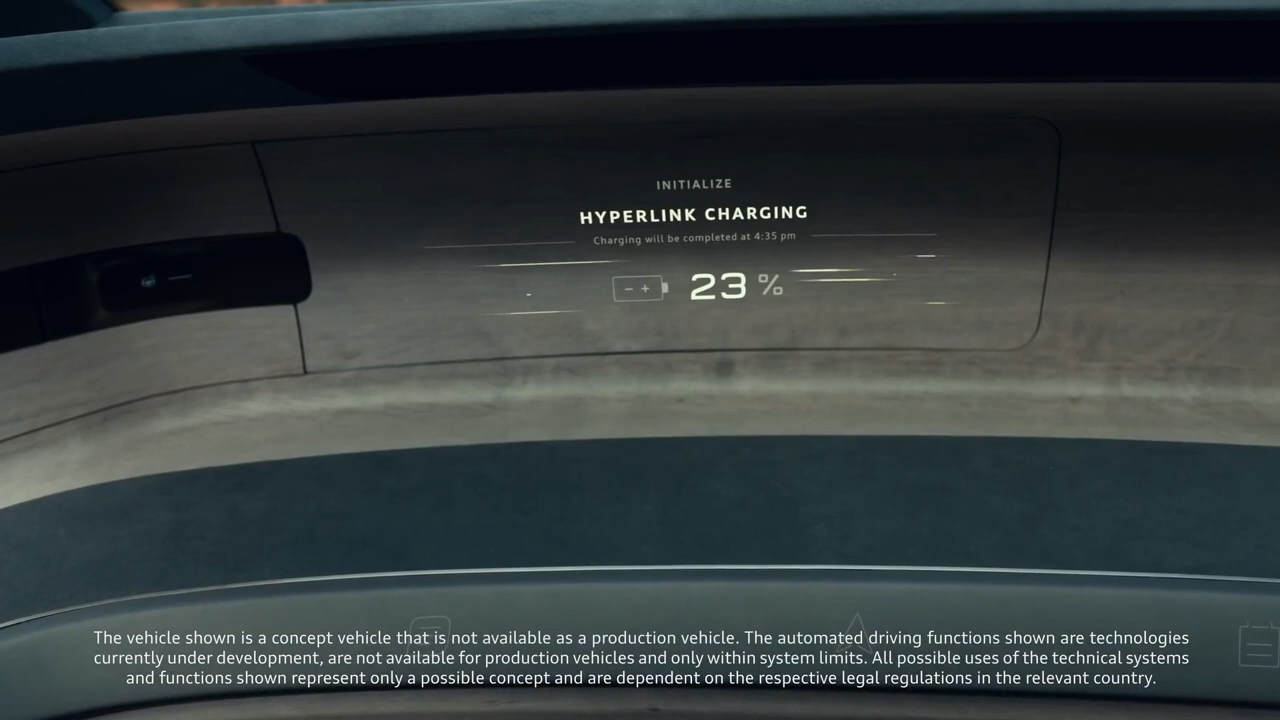 INITIALIZE
HYPERLINK CHARGING
Charging will be completed at 4:35 pm
23 %
The vehicle shown is a concept vehicle that is not available as a production vehicle. The automated driving functions shown are technologies
currently under development, are not available for production vehicles and only within system limits. All possible uses of the technical systems
and functions shown represent only a possible concept and are dependent on the respective legal regulations in the relevant country.